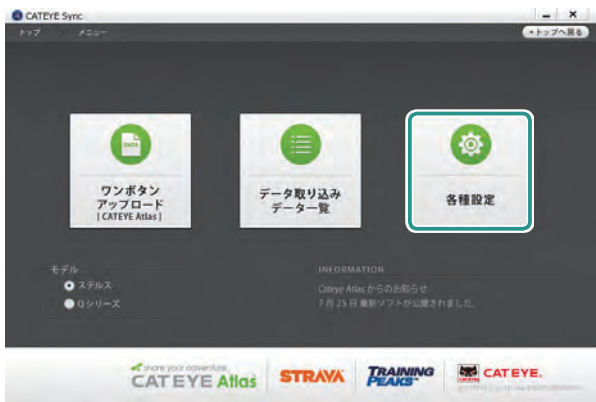 CATEYE Sync
トップ メニュー
トップへ戻る
DATA
ワンボタン
アップロード
[ CATEYE Atlas ]
データ取り込み
データ一覧
各種設定
モデル
ステルス
Qシリーズ
INFORMATION
Cateye Atlas からのお知らせ
7 月 25 日 最新ソフトが公開されました。
share your adventure
CATEYE Atlas
STRAVA
TRAINING
PEAKS
CATEYE.